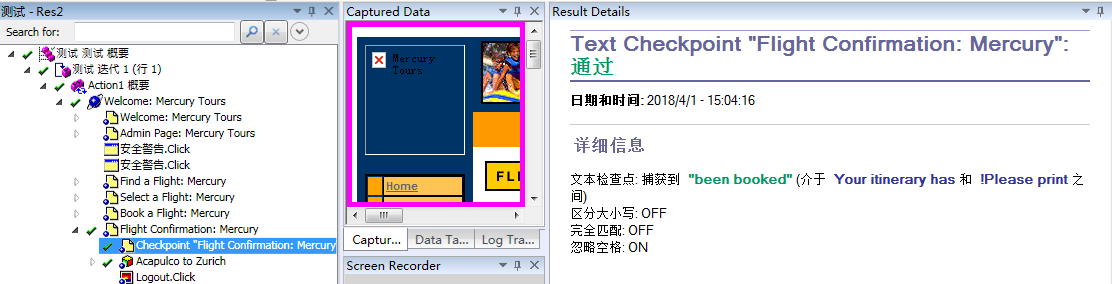 测试 - Res2
Search for:
测试 测试 概要
测试 迭代 1 (行 1)
Action1 概要
Welcome: Mercury Tours
Welcome: Mercury Tours
Admin Page: Mercury Tours
安全警告.Click
安全警告.Click
Find a Flight: Mercury
Select a Flight: Mercury
Book a Flight: Mercury
Flight Confirmation: Mercury
Checkpoint "Flight Confirmation: Mercury
Acapulco to Zurich
Logout.Click
Captured Data
Mercury
Tours
Home
FLI
Captur...
Data Ta...
Log Tra...
Screen Recorder
Result Details
Text Checkpoint "Flight Confirmation: Mercury":
通过
日期和时间: 2018/4/1 - 15:04:16
详细信息
文本检查点: 捕获到 "been booked" (介于 Your itinerary has 和 !Please print 之
间)
区分大小写: OFF
完全匹配: OFF
忽略空格: ON